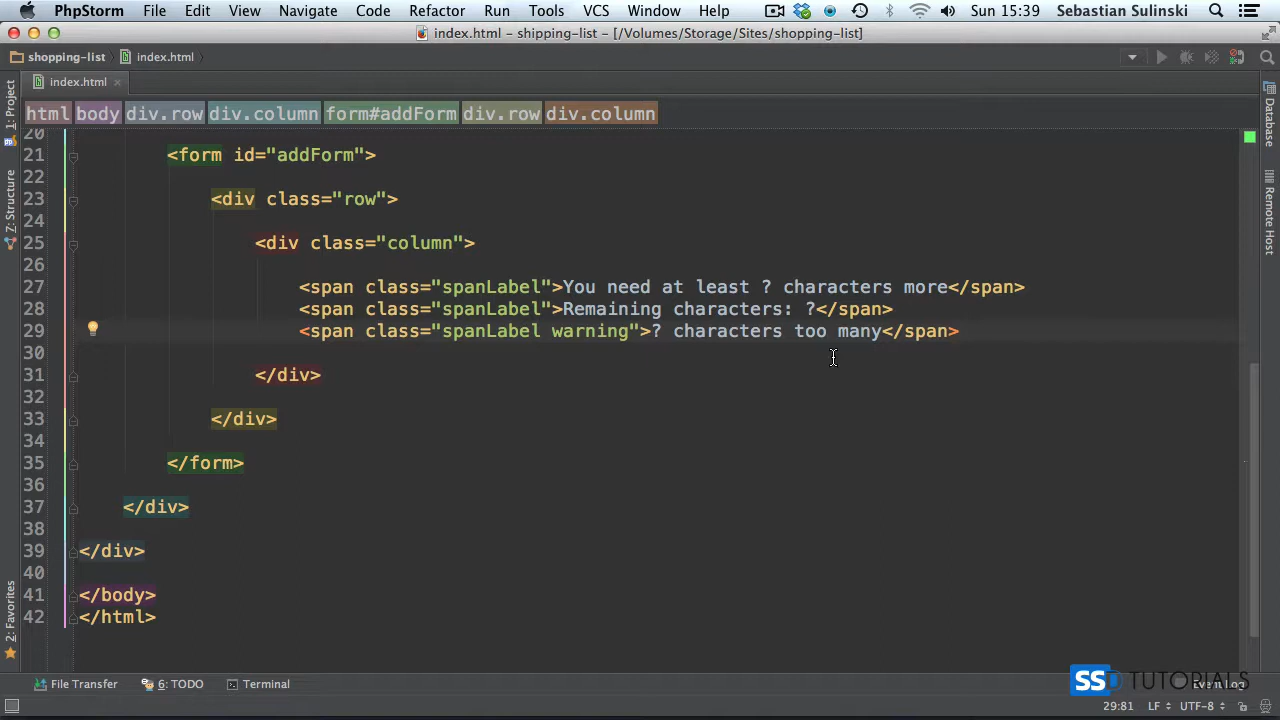 PhpStorm File Edit View Navigate Code Refactor Run Tools VCS Window Help Sun 15:39 Sebastian Sulinski
index.html - shipping-list - [/Volumes/Storage/Sites/shopping-list]
shopping-list index.html
index.html
html body div.row div.column form#addForm div.row div.column
1: Project
Z: Structure
2: Favorites
Database
Remote Host
20
21 <form id="addForm">
22
23 <div class="row">
24
25 <div class="column">
26
27 <span class="spanLabel">You need at least ? characters more</span>
28 <span class="spanLabel">Remaining characters: ?</span>
29 <span class="spanLabel warning">? characters too many</span>
30
31 </div>
32
33 </div>
34
35 </form>
36
37 </div>
38
39 </div>
40
41 </body>
42 </html>
SSD TUTORIALS
File Transfer 6: TODO Terminal Event Log
29:81 LF UTF-8